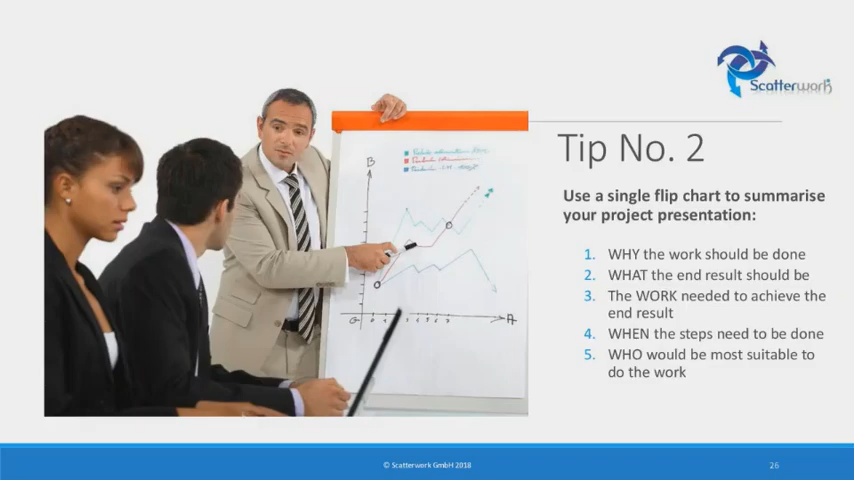 Scatterwork
Tip No. 2
Use a single flip chart to summarise
your project presentation:
1. WHY the work should be done
2. WHAT the end result should be
3. The WORK needed to achieve the
end result
4. WHEN the steps need to be done
5. WHO would be most suitable to
do the work
B
A
© Scatterwork GmbH 2018
26